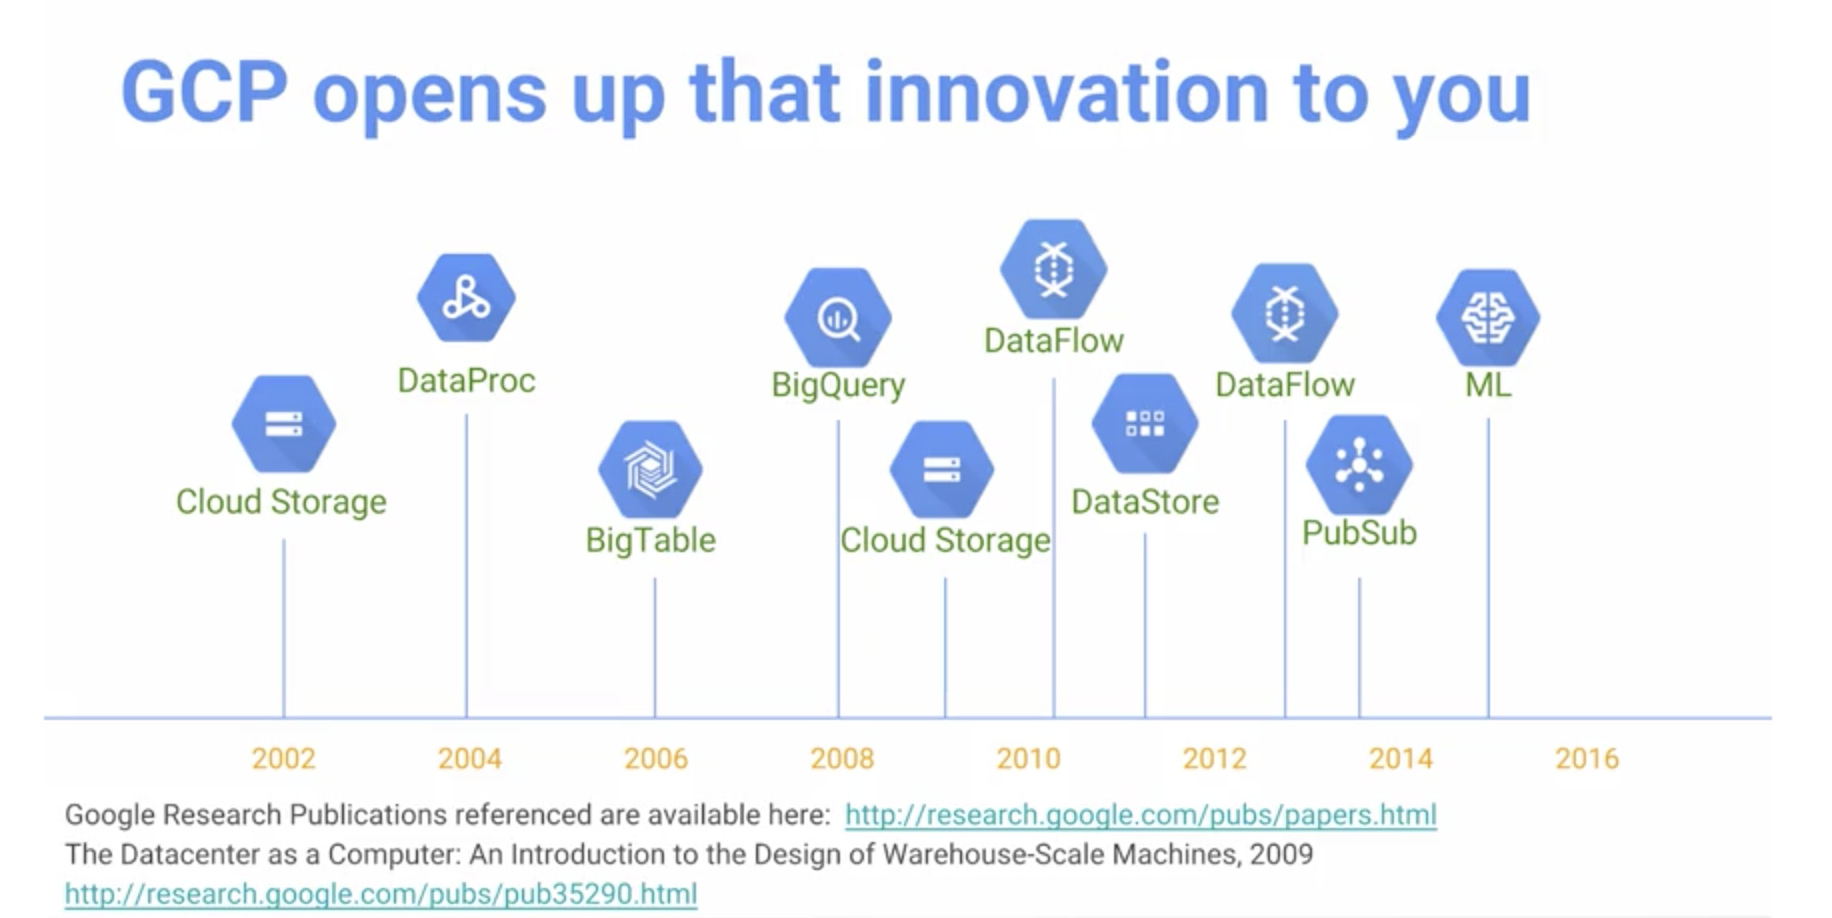 GCP opens up that innovation to you
DataFlow
DataProc
BigQuery
DataFlow
ML
Cloud Storage
DataStore
BigTable
Cloud Storage
PubSub
2002 2004 2006 2008 2010 2012 2014 2016
Google Research Publications referenced are available here: http://research.google.com/pubs/papers.html
The Datacenter as a Computer: An Introduction to the Design of Warehouse-Scale Machines, 2009
http://research.google.com/pubs/pub35290.html